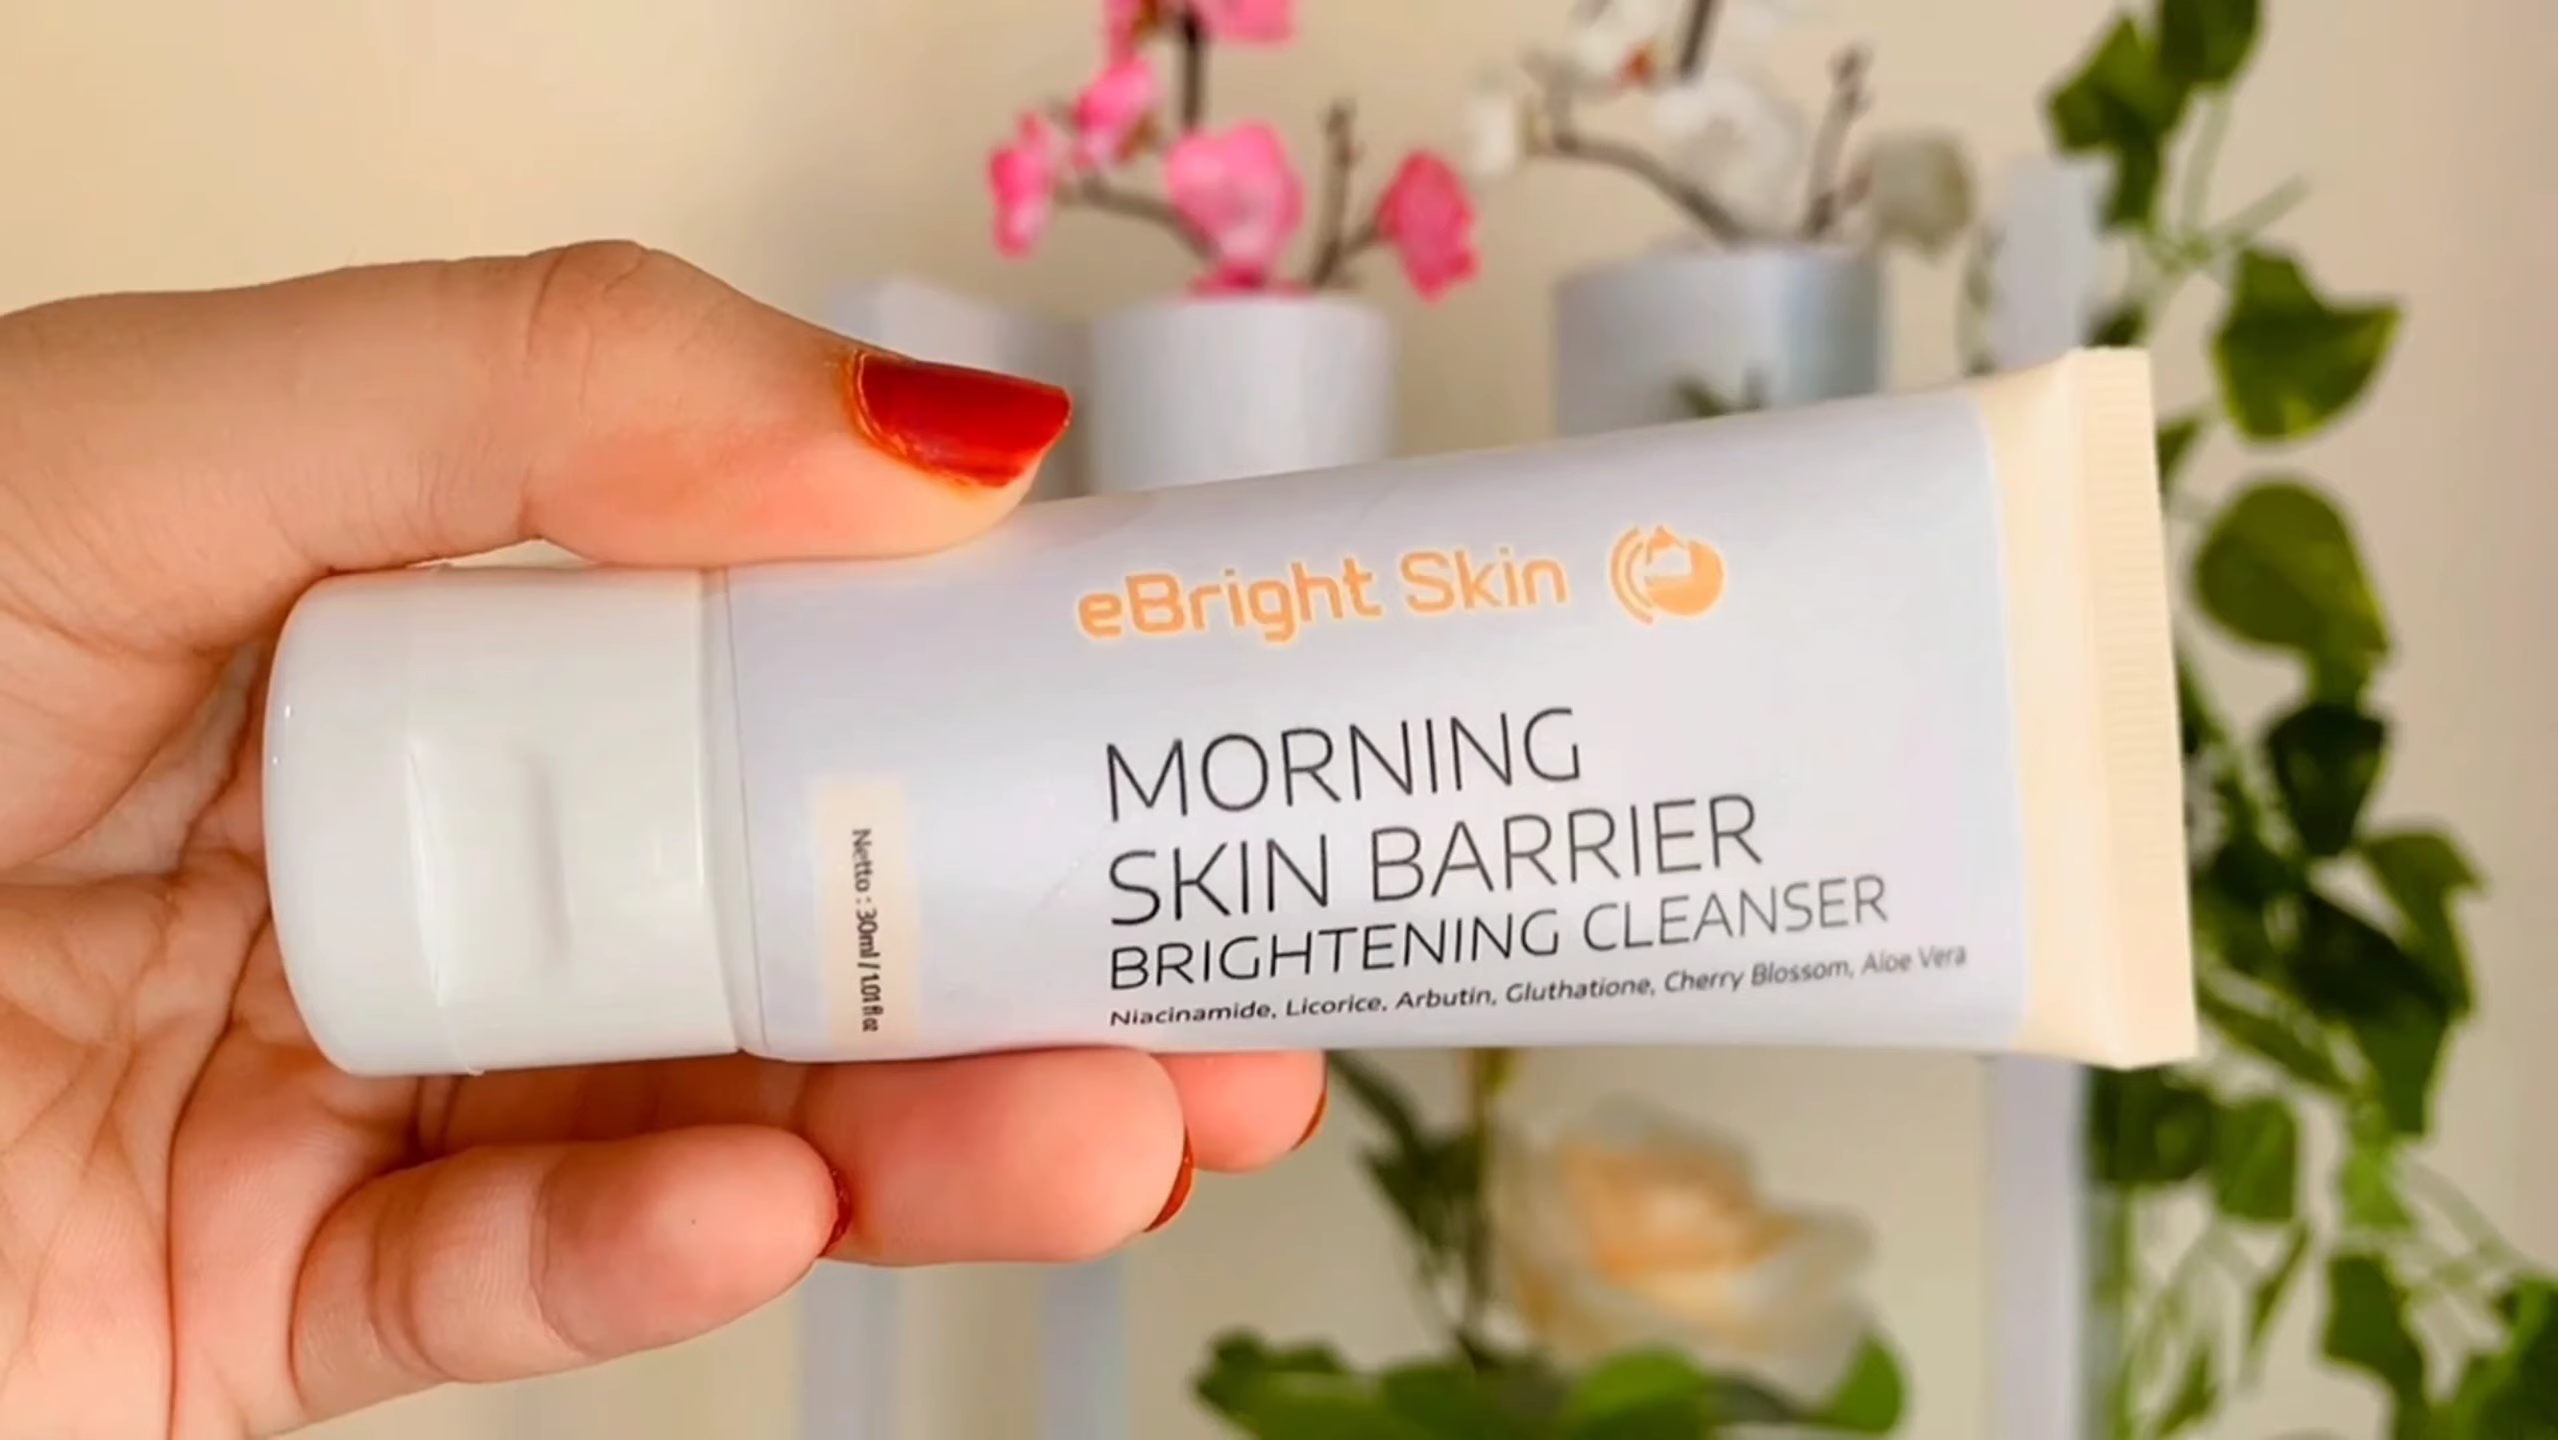 eBright Skin
MORNING
SKIN BARRIER
BRIGHTENING CLEANSER
Niacinamide, Licorice, Arbutin, Gluthatione, Cherry Blossom, Aloe Vera
Netto : 30ml / 1.01 fl oz